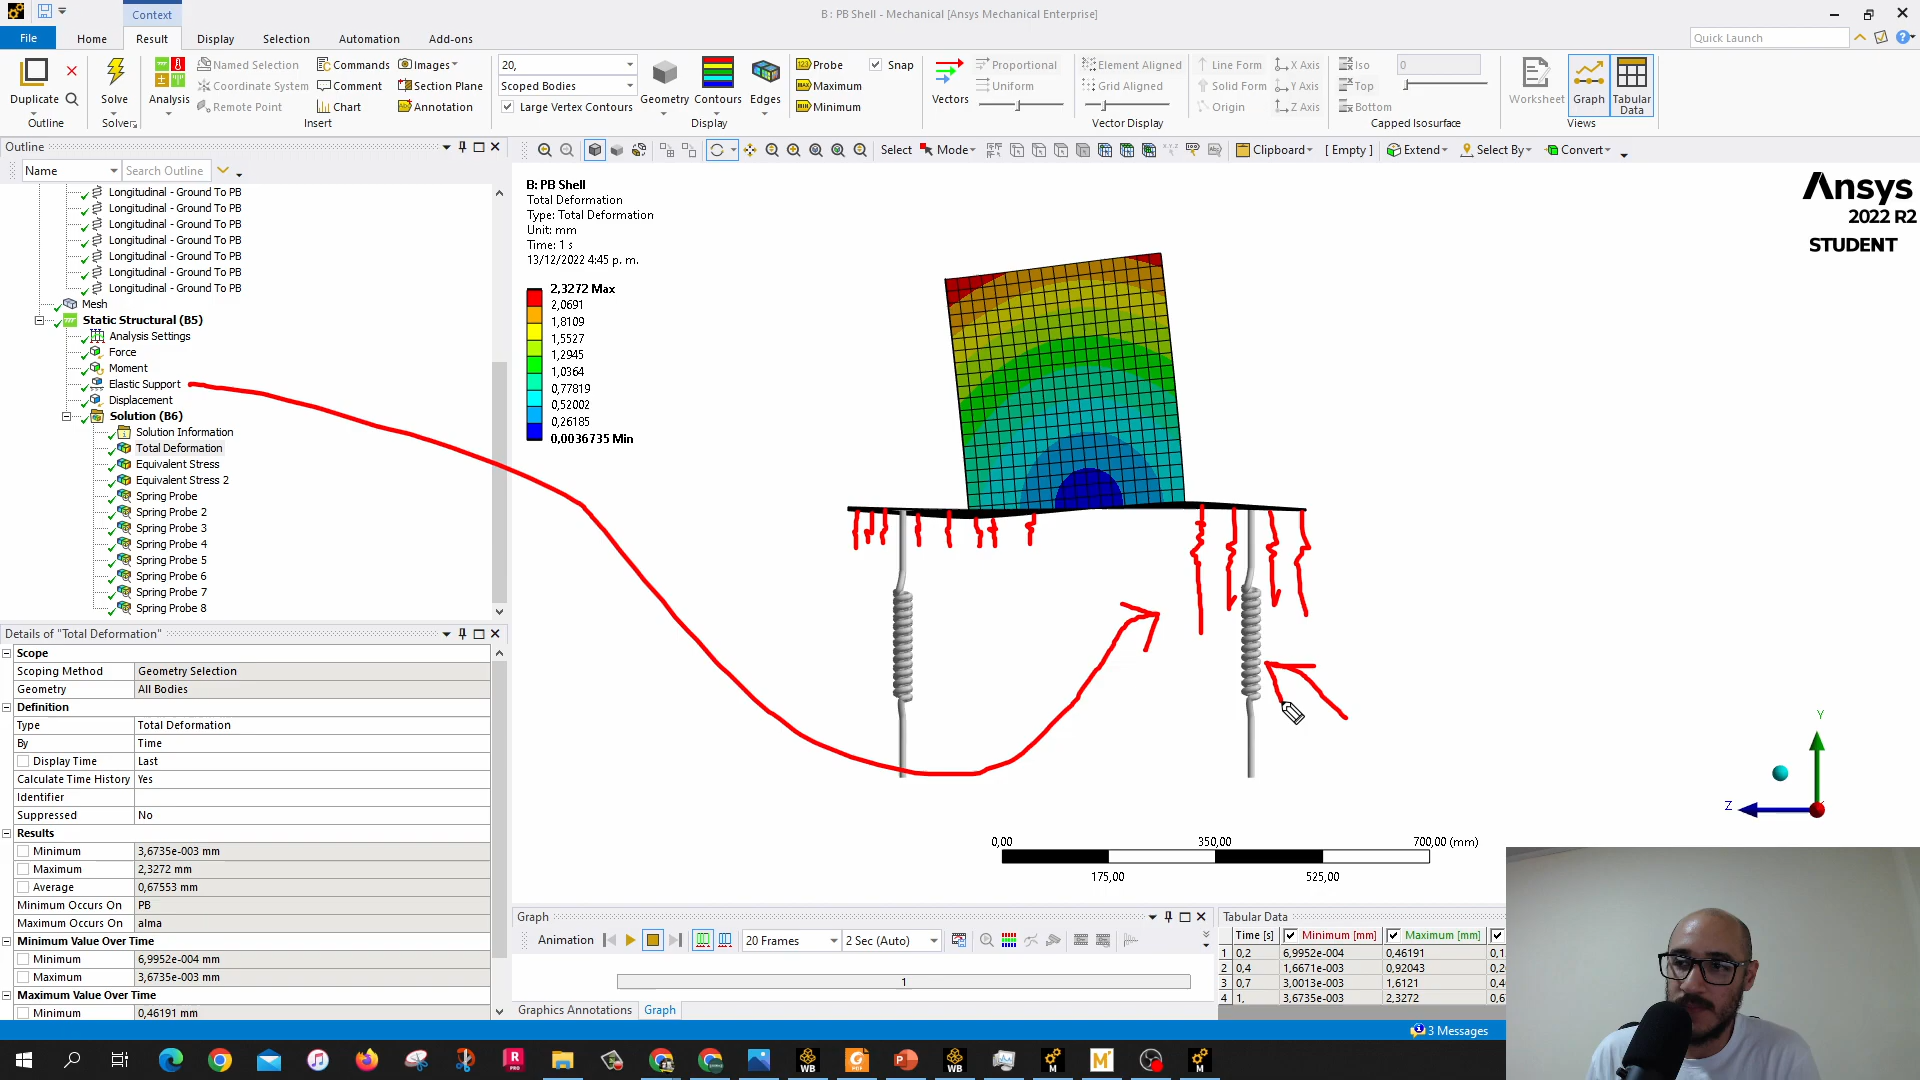 Context
B : PB Shell - Mechanical [Ansys Mechanical Enterprise]
File Home Result Display Selection Automation Add-ons
Quick Launch
Duplicate
Outline
Solve
Solver
Analysis
Named Selection
Coordinate System
Remote Point
Commands
Comment
Chart
Images
Section Plane
Annotation
Insert
20,
Scoped Bodies
Large Vertex Contours
Geometry
Contours
Edges
Display
Probe
Maximum
Minimum
Snap
Vectors
Proportional
Uniform
Element Aligned
Grid Aligned
Vector Display
Line Form
Solid Form
Origin
X Axis
Y Axis
Z Axis
Iso
Top
Bottom
0
Capped Isosurface
Worksheet
Graph
Tabular
Data
Views
Outline
Name
Search Outline
Select Mode Clipboard [ Empty ] Extend Select By Convert
Longitudinal - Ground To PB
Longitudinal - Ground To PB
Longitudinal - Ground To PB
Longitudinal - Ground To PB
Longitudinal - Ground To PB
Longitudinal - Ground To PB
Longitudinal - Ground To PB
Mesh
Static Structural (B5)
Analysis Settings
Force
Moment
Elastic Support
Displacement
Solution (B6)
Solution Information
Total Deformation
Equivalent Stress
Equivalent Stress 2
Spring Probe
Spring Probe 2
Spring Probe 3
Spring Probe 4
Spring Probe 5
Spring Probe 6
Spring Probe 7
Spring Probe 8
B: PB Shell
Total Deformation
Type: Total Deformation
Unit: mm
Time: 1 s
13/12/2022 4:45 p. m.
2,3272 Max
2,0691
1,8109
1,5527
1,2945
1,0364
0,77819
0,52002
0,26185
0,0036735 Min
Ansys
2022 R2
STUDENT
Y
Z
0,00 350,00 700,00 (mm)
175,00 525,00
Details of "Total Deformation"
Scope
Scoping Method Geometry Selection
Geometry All Bodies
Definition
Type Total Deformation
By Time
Display Time Last
Calculate Time History Yes
Identifier
Suppressed No
Results
Minimum 3,6735e-003 mm
Maximum 2,3272 mm
Average 0,67553 mm
Minimum Occurs On PB
Maximum Occurs On alma
Minimum Value Over Time
Minimum 6,9952e-004 mm
Maximum 3,6735e-003 mm
Maximum Value Over Time
Minimum 0,46191 mm
Graph
Animation 20 Frames 2 Sec (Auto)
1
Graphics Annotations Graph
Tabular Data
Time [s] Minimum [mm] Maximum [mm]
1 0,2 6,9952e-004 0,46191 0,1
2 0,4 1,6671e-003 0,92043 0,2
3 0,7 3,0013e-003 1,6121 0,4
4 1, 3,6735e-003 2,3272 0,6
3 Messages
R
PRO
WB
P
WB
M
M
M